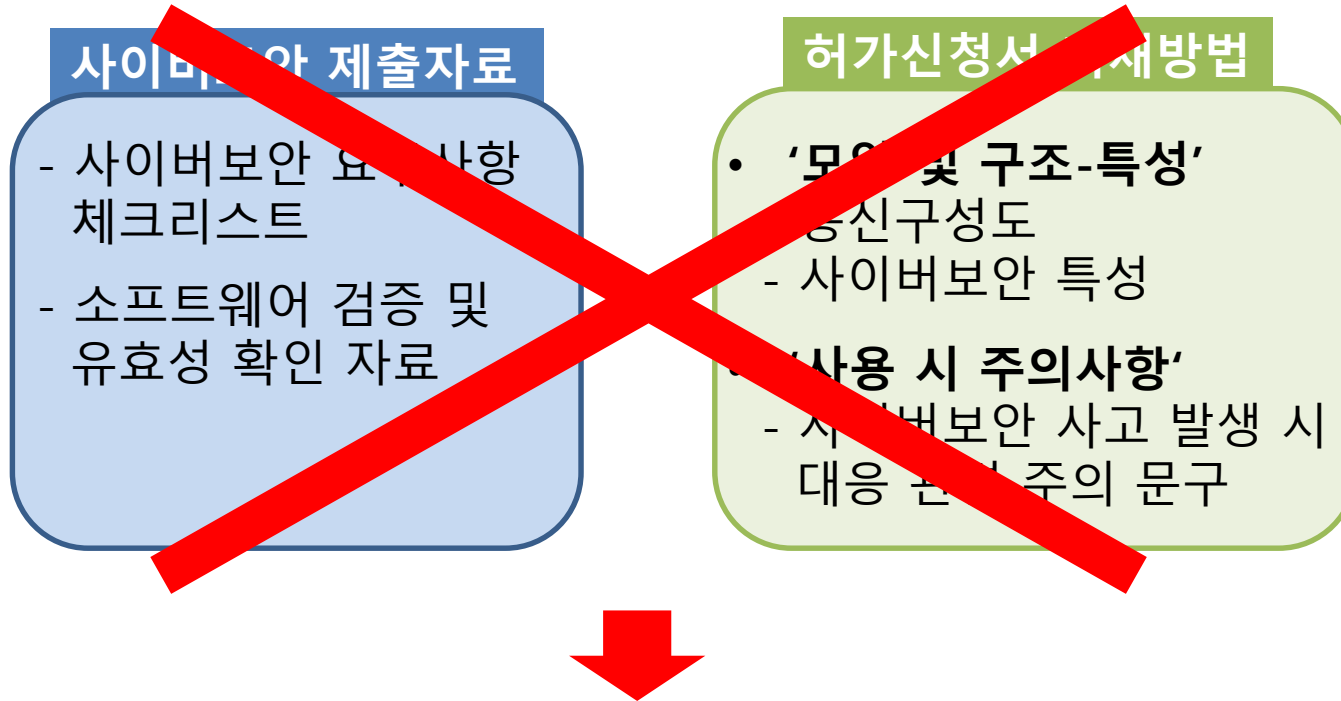 사이버보안 제출자료
- 사이버보안 요구사항
체크리스트
- 소프트웨어 검증 및
유효성 확인 자료
허가신청서 기재방법
• ‘모양 및 구조-특성’
- 통신구성도
- 사이버보안 특성
• ‘사용 시 주의사항‘
- 사이버보안 사고 발생 시
대응 관련 주의 문구